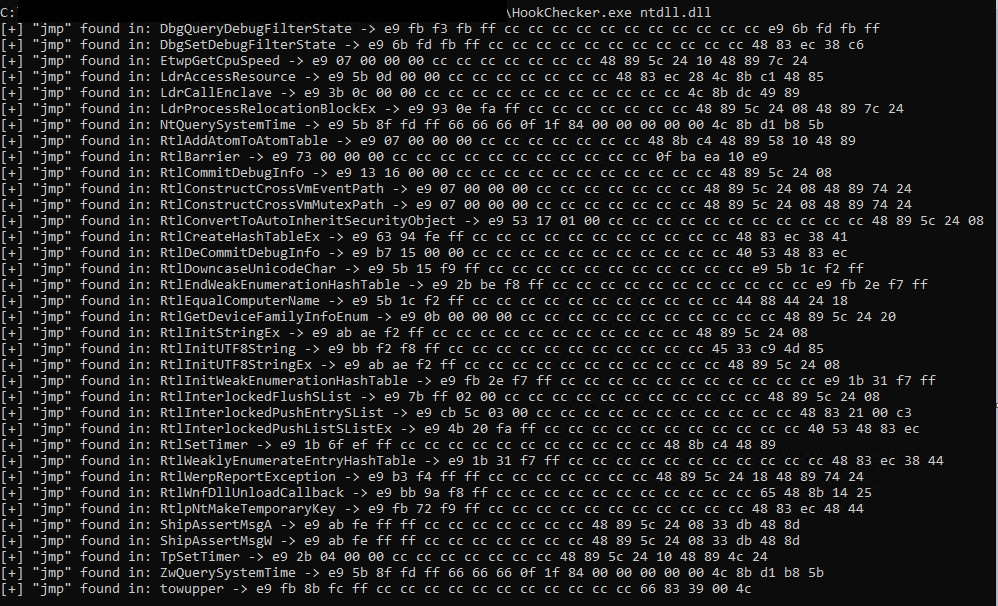 C:\HookChecker.exe ntdll.dll
[+] "jmp" found in: DbgQueryDebugFilterState -> e9 fb f3 fb ff cc cc cc cc cc cc cc cc cc cc cc e9 6b fd fb ff
[+] "jmp" found in: DbgSetDebugFilterState -> e9 6b fd fb ff cc cc cc cc cc cc cc cc cc cc cc 48 83 ec 38 c6
[+] "jmp" found in: EtwpGetCpuSpeed -> e9 07 00 00 00 cc cc cc cc cc cc cc 48 89 5c 24 10 48 89 7c 24
[+] "jmp" found in: LdrAccessResource -> e9 5b 0d 00 00 cc cc cc cc cc cc cc 48 83 ec 28 4c 8b c1 48 85
[+] "jmp" found in: LdrCallEnclave -> e9 3b 0c 00 00 cc cc cc cc cc cc cc cc cc cc cc 4c 8b dc 49 89
[+] "jmp" found in: LdrProcessRelocationBlockEx -> e9 93 0e fa ff cc cc cc cc cc cc cc 48 89 5c 24 08 48 89 7c 24
[+] "jmp" found in: NtQuerySystemTime -> e9 5b 8f fd ff 66 66 66 0f 1f 84 00 00 00 00 00 4c 8b d1 b8 5b
[+] "jmp" found in: RtlAddAtomToAtomTable -> e9 07 00 00 00 cc cc cc cc cc cc cc 48 8b c4 48 89 58 10 48 89
[+] "jmp" found in: RtlBarrier -> e9 73 00 00 00 cc cc cc cc cc cc cc cc cc cc cc 0f ba ea 10 e9
[+] "jmp" found in: RtlCommitDebugInfo -> e9 13 16 00 00 cc cc cc cc cc cc cc cc cc cc cc 48 89 5c 24 08
[+] "jmp" found in: RtlConstructCrossVmEventPath -> e9 07 00 00 00 cc cc cc cc cc cc cc 48 89 5c 24 08 48 89 74 24
[+] "jmp" found in: RtlConstructCrossVmMutexPath -> e9 07 00 00 00 cc cc cc cc cc cc cc 48 89 5c 24 08 48 89 74 24
[+] "jmp" found in: RtlConvertToAutoInheritSecurityObject -> e9 53 17 01 00 cc cc cc cc cc cc cc cc cc cc cc 48 89 5c 24 08
[+] "jmp" found in: RtlCreateHashTableEx -> e9 63 94 fe ff cc cc cc cc cc cc cc cc cc cc cc 48 83 ec 38 41
[+] "jmp" found in: RtlDeCommitDebugInfo -> e9 b7 15 00 00 cc cc cc cc cc cc cc cc cc cc cc 40 53 48 83 ec
[+] "jmp" found in: RtlDowncaseUnicodeChar -> e9 5b 15 f9 ff cc cc cc cc cc cc cc cc cc cc cc e9 5b 1c f2 ff
[+] "jmp" found in: RtlEndWeakEnumerationHashTable -> e9 2b be f8 ff cc cc cc cc cc cc cc cc cc cc cc e9 fb 2e f7 ff
[+] "jmp" found in: RtlEqualComputerName -> e9 5b 1c f2 ff cc cc cc cc cc cc cc cc cc cc cc 44 88 44 24 18
[+] "jmp" found in: RtlGetDeviceFamilyInfoEnum -> e9 0b 00 00 00 cc cc cc cc cc cc cc cc cc cc cc 48 89 5c 24 20
[+] "jmp" found in: RtlInitStringEx -> e9 ab ae f2 ff cc cc cc cc cc cc cc cc cc cc cc 48 89 5c 24 08
[+] "jmp" found in: RtlInitUTF8String -> e9 bb f2 f8 ff cc cc cc cc cc cc cc cc cc cc cc 45 33 c9 4d 85
[+] "jmp" found in: RtlInitUTF8StringEx -> e9 ab ae f2 ff cc cc cc cc cc cc cc cc cc cc cc 48 89 5c 24 08
[+] "jmp" found in: RtlInitWeakEnumerationHashTable -> e9 fb 2e f7 ff cc cc cc cc cc cc cc cc cc cc cc e9 1b 31 f7 ff
[+] "jmp" found in: RtlInterlockedFlushSList -> e9 7b ff 02 00 cc cc cc cc cc cc cc cc cc cc cc 48 89 5c 24 08
[+] "jmp" found in: RtlInterlockedPushEntrySList -> e9 cb 5c 03 00 cc cc cc cc cc cc cc cc cc cc cc 48 83 21 00 c3
[+] "jmp" found in: RtlInterlockedPushListSListEx -> e9 4b 20 fa ff cc cc cc cc cc cc cc cc cc cc cc 40 53 48 83 ec
[+] "jmp" found in: RtlSetTimer -> e9 1b 6f ef ff cc cc cc cc cc cc cc cc cc cc cc 48 8b c4 48 89
[+] "jmp" found in: RtlWeaklyEnumerateEntryHashTable -> e9 1b 31 f7 ff cc cc cc cc cc cc cc cc cc cc cc 48 83 ec 38 44
[+] "jmp" found in: RtlWerpReportException -> e9 b3 f4 ff ff cc cc cc cc cc cc cc 48 89 5c 24 18 48 89 74 24
[+] "jmp" found in: RtlWnfDllUnloadCallback -> e9 bb 9a f8 ff cc cc cc cc cc cc cc cc cc cc cc 65 48 8b 14 25
[+] "jmp" found in: RtlpNtMakeTemporaryKey -> e9 fb 72 f9 ff cc cc cc cc cc cc cc cc cc cc cc 48 83 ec 48 44
[+] "jmp" found in: ShipAssertMsgA -> e9 ab fe ff ff cc cc cc cc cc cc cc 48 89 5c 24 08 33 db 48 8d
[+] "jmp" found in: ShipAssertMsgW -> e9 ab fe ff ff cc cc cc cc cc cc cc 48 89 5c 24 08 33 db 48 8d
[+] "jmp" found in: TpSetTimer -> e9 2b 04 00 00 cc cc cc cc cc cc cc 48 89 5c 24 10 48 89 4c 24
[+] "jmp" found in: ZwQuerySystemTime -> e9 5b 8f fd ff 66 66 66 0f 1f 84 00 00 00 00 00 4c 8b d1 b8 5b
[+] "jmp" found in: towupper -> e9 fb 8b fc ff cc cc cc cc cc cc cc cc cc cc cc 66 83 39 00 4c